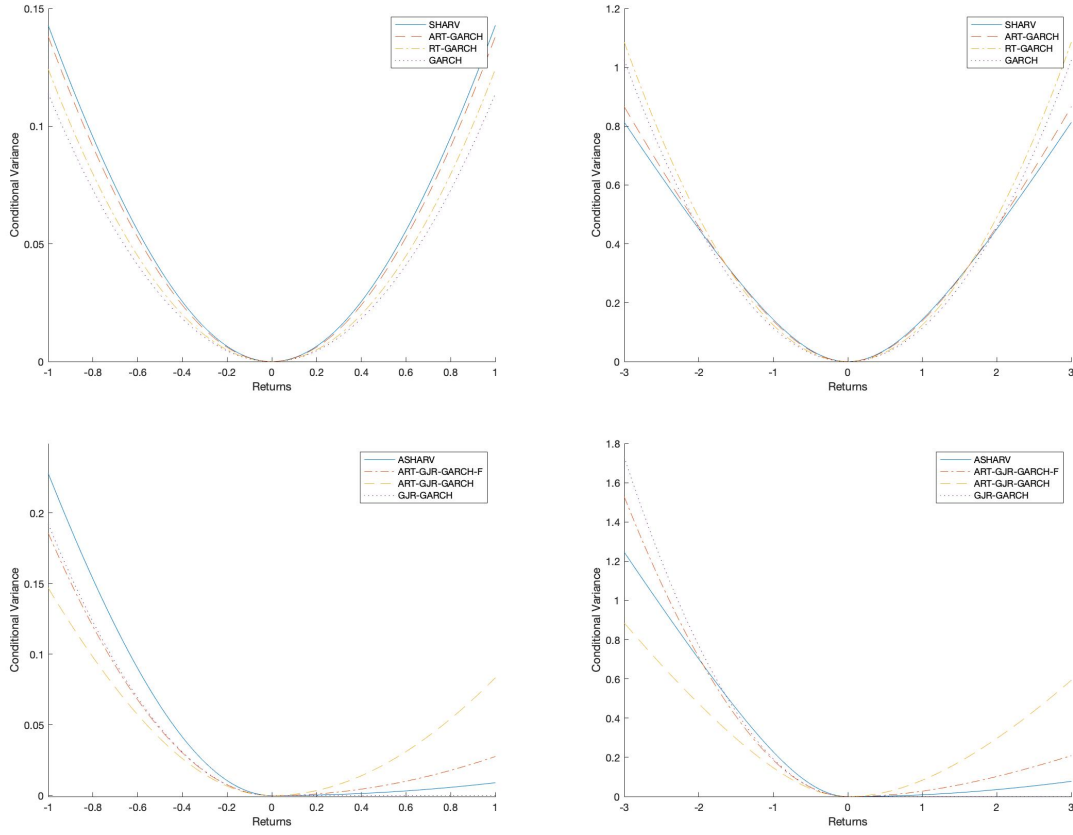 0.15
0.1
0.05
0
Conditional Variance
SHARV
ART-GARCH
RT-GARCH
GARCH
-1 -0.8 -0.6 -0.4 -0.2 0 0.2 0.4 0.6 0.8 1
Returns
1.2
1
0.8
0.6
0.4
0.2
0
Conditional Variance
SHARV
ART-GARCH
RT-GARCH
GARCH
-3 -2 -1 0 1 2 3
Returns
0.2
0.15
0.1
0.05
0
Conditional Variance
ASHARV
ART-GJR-GARCH-F
ART-GJR-GARCH
GJR-GARCH
-1 -0.8 -0.6 -0.4 -0.2 0 0.2 0.4 0.6 0.8 1
Returns
1.8
1.6
1.4
1.2
1
0.8
0.6
0.4
0.2
0
Conditional Variance
ASHARV
ART-GJR-GARCH-F
ART-GJR-GARCH
GJR-GARCH
-3 -2 -1 0 1 2 3
Returns